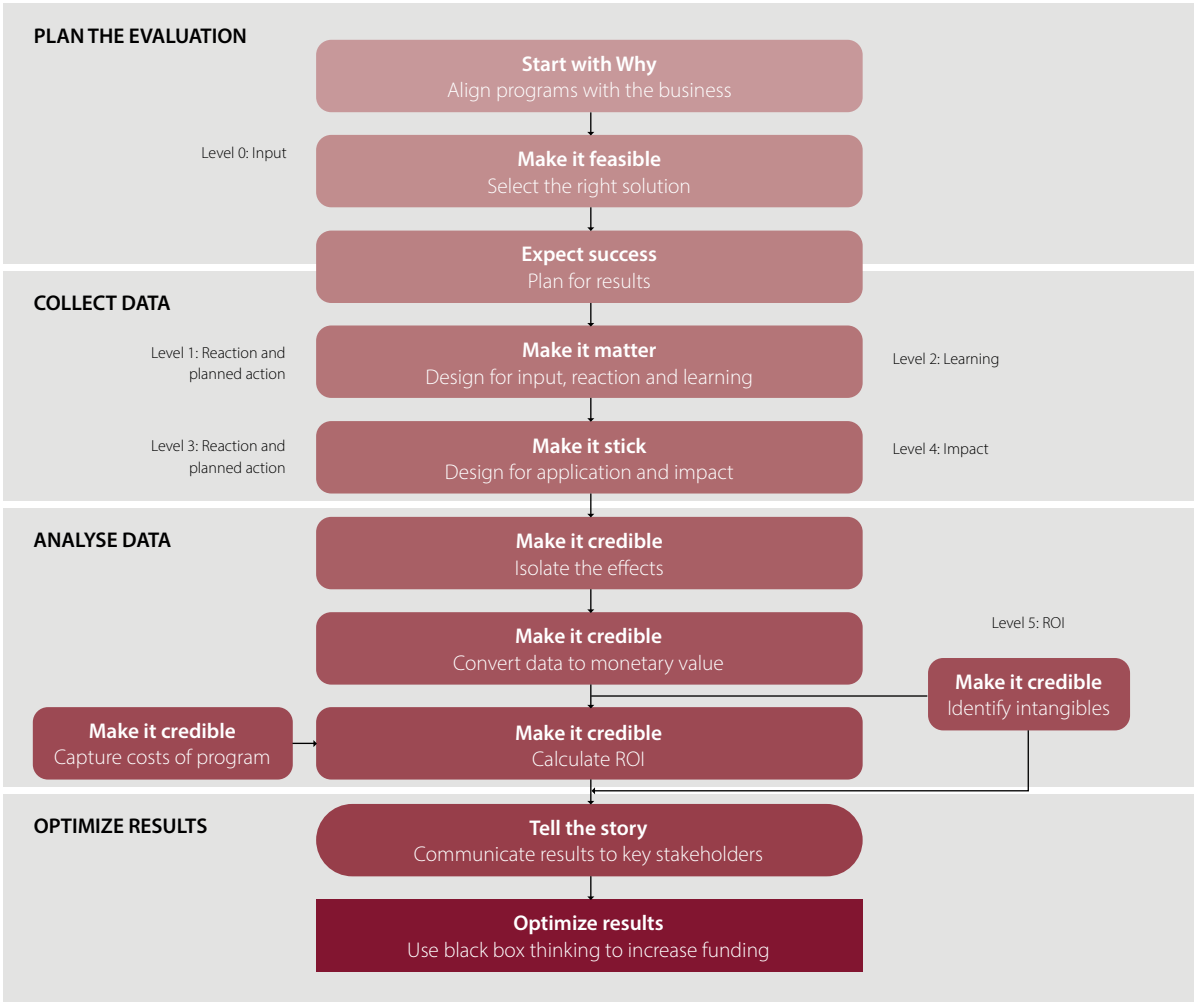 PLAN THE EVALUATION
Start with Why
Align programs with the business
Level 0: Input
Make it feasible
Select the right solution
Expect success
Plan for results
COLLECT DATA
Level 1: Reaction and
planned action
Make it matter
Design for input, reaction and learning
Level 2: Learning
Level 3: Reaction and
planned action
Make it stick
Design for application and impact
Level 4: Impact
ANALYSE DATA
Make it credible
Isolate the effects
Make it credible
Convert data to monetary value
Level 5: ROI
Make it credible
Identify intangibles
Make it credible
Capture costs of program
Make it credible
Calculate ROI
OPTIMIZE RESULTS
Tell the story
Communicate results to key stakeholders
Optimize results
Use black box thinking to increase funding